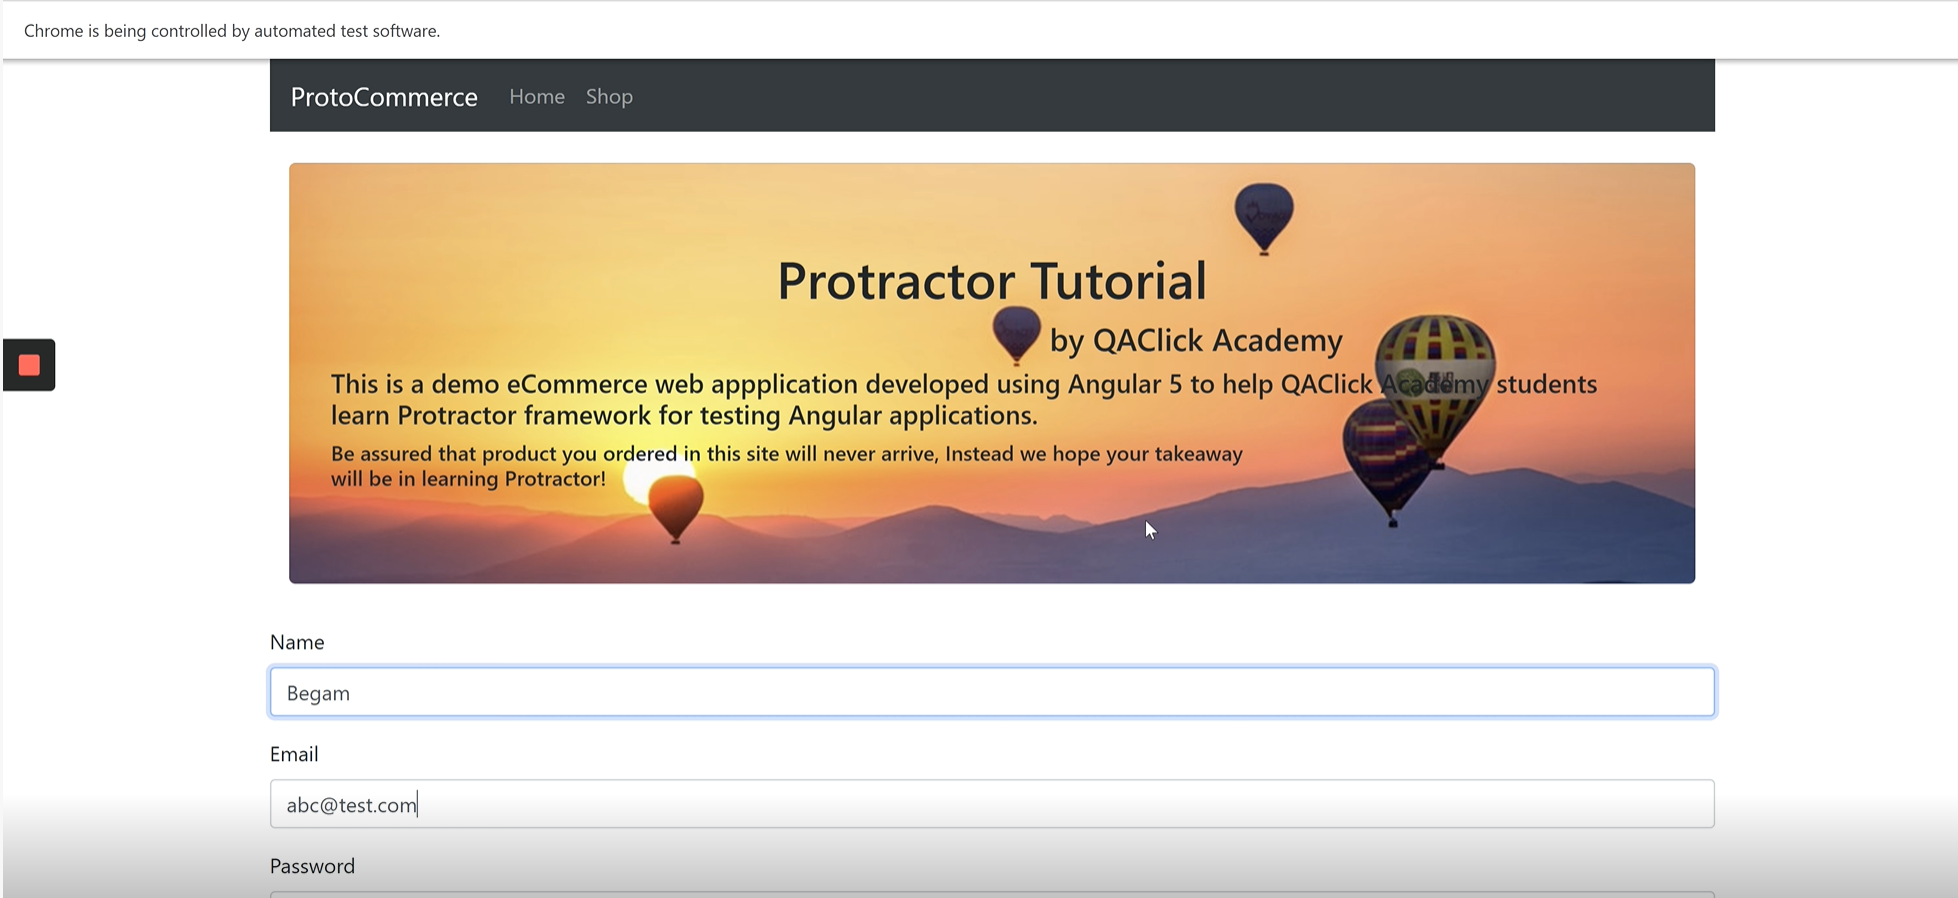 Chrome is being controlled by automated test software.
ProtoCommerce Home Shop
Protractor Tutorial
by QAClick Academy
This is a demo eCommerce web appplication developed using Angular 5 to help QAClick Academy students
learn Protractor framework for testing Angular applications.
Be assured that product you ordered in this site will never arrive, Instead we hope your takeaway
will be in learning Protractor!
Name
Begam
Email
abc@test.com
Password